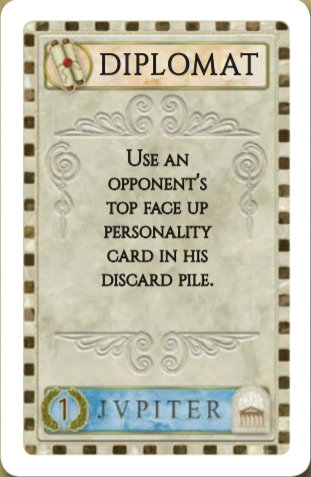 DIPLOMAT
USE AN
OPPONENT'S
TOP FACE UP
PERSONALITY
CARD IN HIS
DISCARD PILE.
1 JVPITER